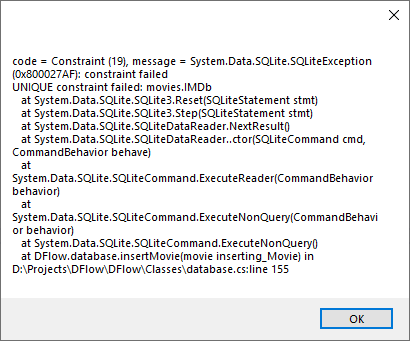 code = Constraint (19), message = System.Data.SQLite.SQLiteException
(0x800027AF): constraint failed
UNIQUE constraint failed: movies.IMDb
at System.Data.SQLite.SQLite3.Reset(SQLiteStatement stmt)
at System.Data.SQLite.SQLite3.Step(SQLiteStatement stmt)
at System.Data.SQLite.SQLiteDataReader.NextResult()
at System.Data.SQLite.SQLiteDataReader..ctor(SQLiteCommand cmd,
CommandBehavior behave)
at
System.Data.SQLite.SQLiteCommand.ExecuteReader(CommandBehavior
behavior)
at
System.Data.SQLite.SQLiteCommand.ExecuteNonQuery(CommandBehavi
or behavior)
at System.Data.SQLite.SQLiteCommand.ExecuteNonQuery()
at DFlow.database.insertMovie(movie inserting_Movie) in
D:\Projects\DFlow\DFlow\Classes\database.cs:line 155
OK